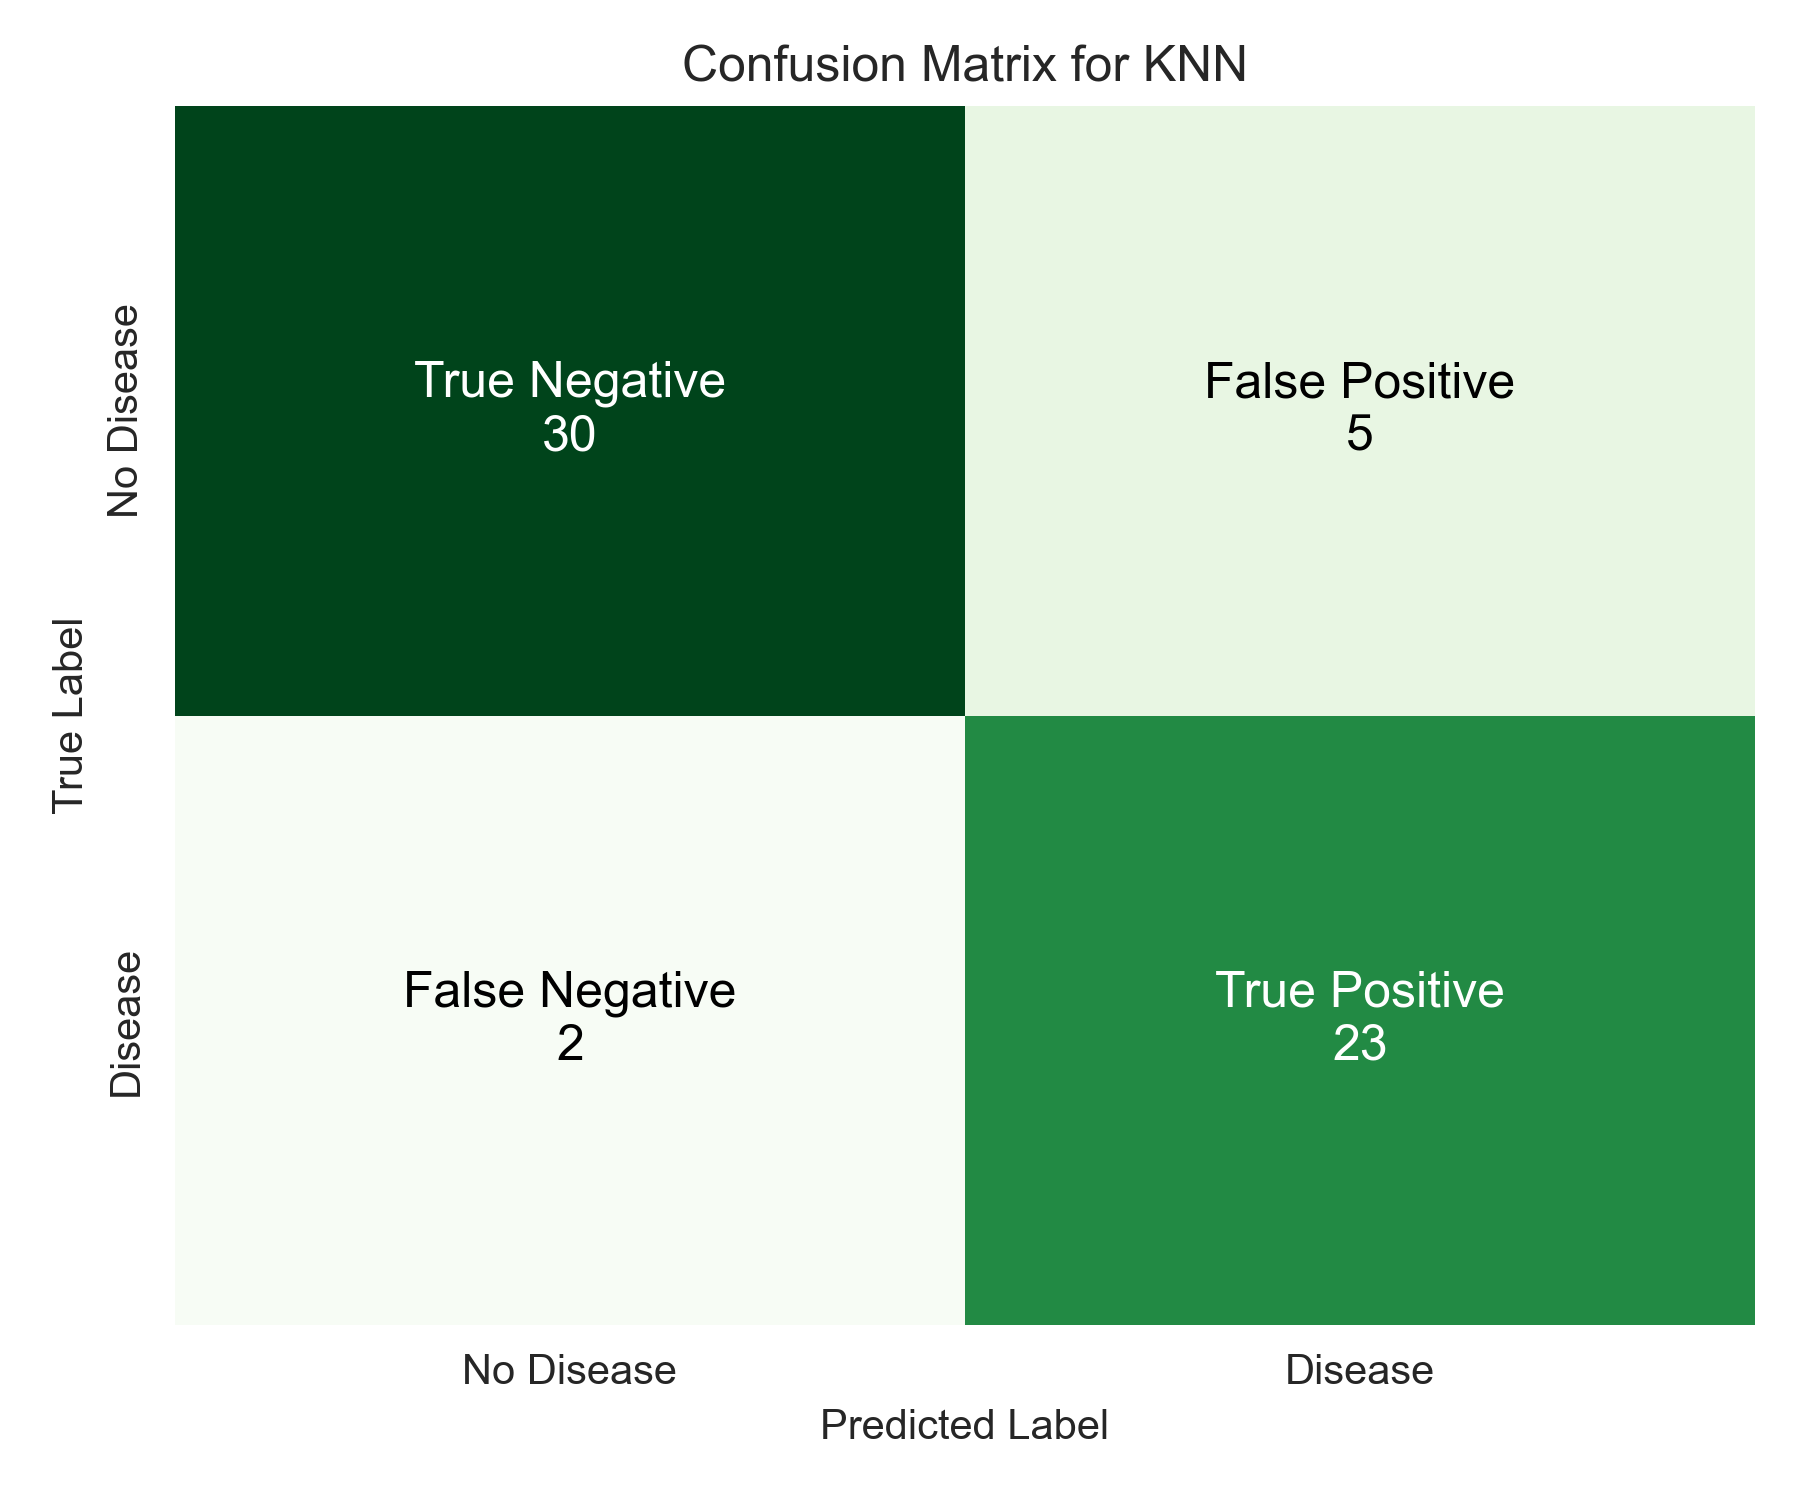 Confusion Matrix for KNN
No Disease
True Negative
30
False Positive
5
True Label
Disease
False Negative
2
True Positive
23
No Disease
Disease
Predicted Label